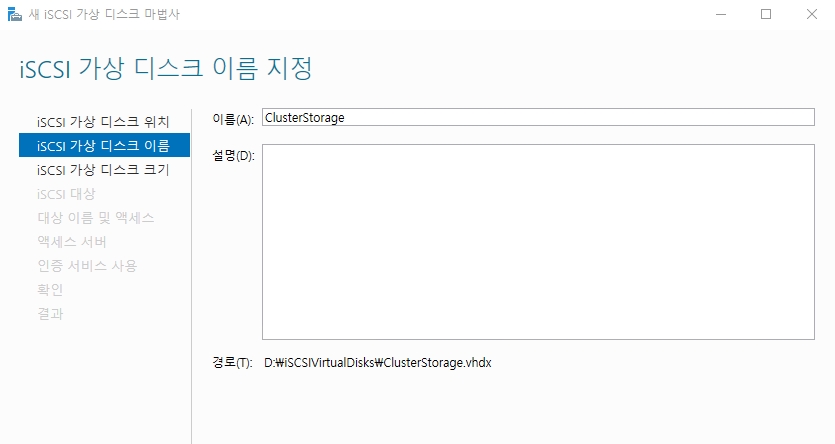 새 iSCSI 가상 디스크 마법사
iSCSI 가상 디스크 이름 지정
iSCSI 가상 디스크 위치
iSCSI 가상 디스크 이름
iSCSI 가상 디스크 크기
iSCSI 대상
대상 이름 및 액세스
액세스 서버
인증 서비스 사용
확인
결과
이름(A): ClusterStorage
설명(D):
경로(T): D:₩iSCSIVirtualDisks₩ClusterStorage.vhdx